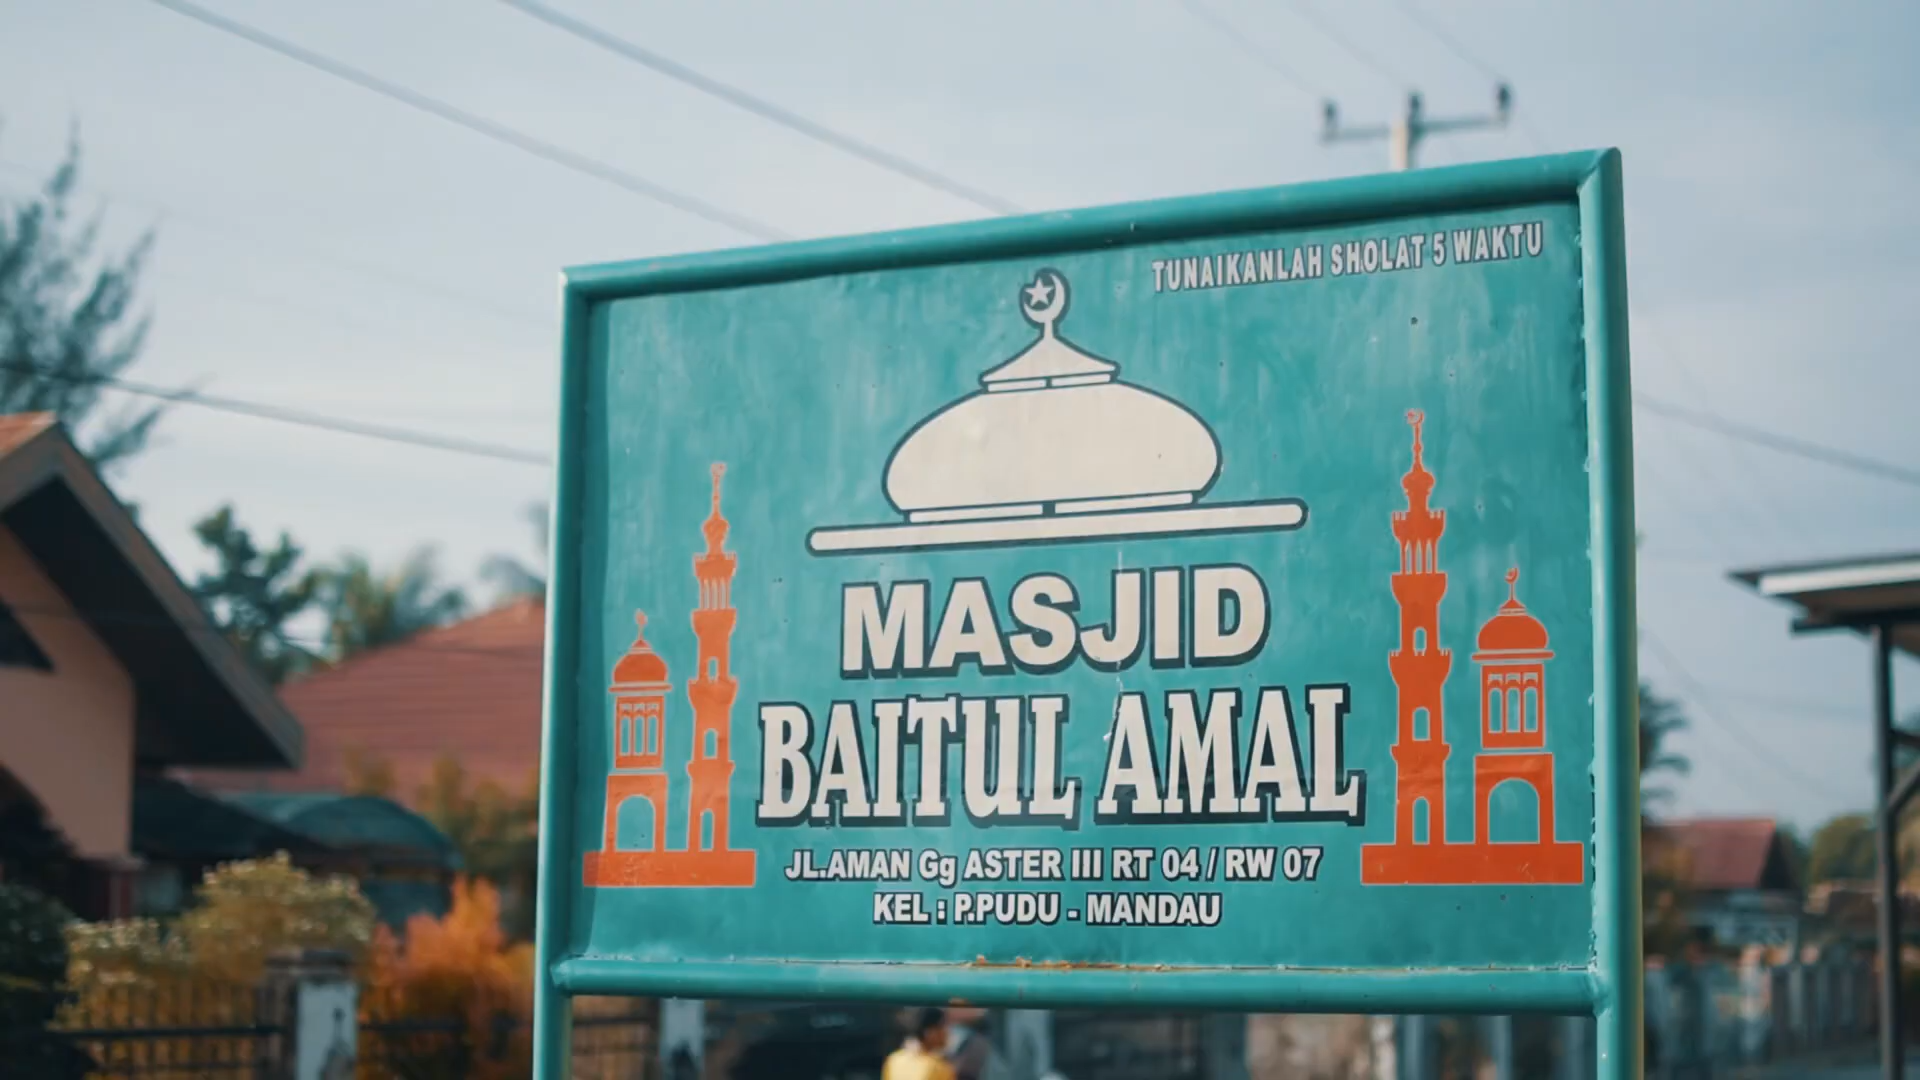 TUNAIKANLAH SHOLAT 5 WAKTU
MASJID
BAITUL AMAL
JL.AMAN Gg ASTER III RT 04 / RW 07
KEL : P.PUDU - MANDAU